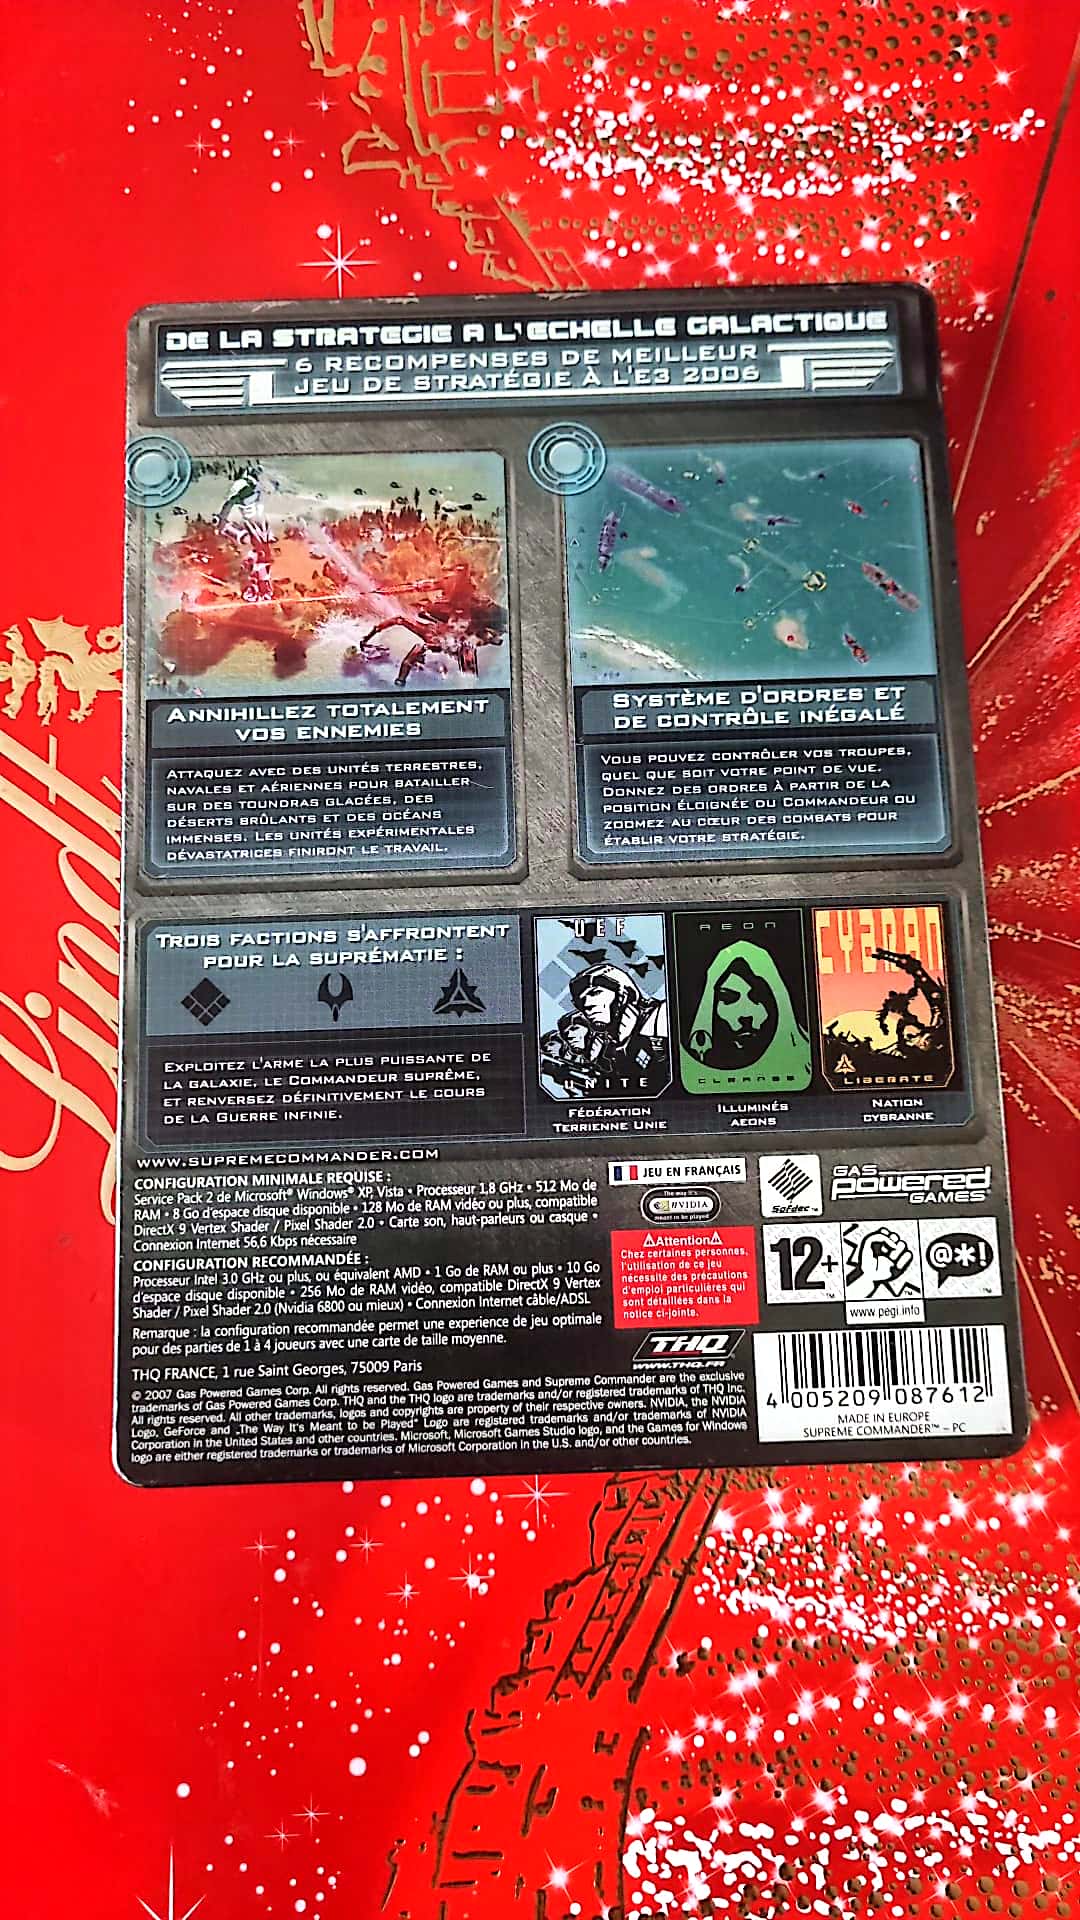 DE LA STRATEGIE A L'ECHELLE GALACTIQUE
6 RECOMPENSES DE MEILLEUR
JEU DE STRATÉGIE À L'E3 2006
ANNIHILLEZ TOTALEMENT
VOS ENNEMIES
ATTAQUEZ AVEC DES UNITÉS TERRESTRES,
NAVALES ET AÉRIENNES POUR BATAILLER
SUR DES TOUNDRAS GLACÉES, DES
DÉSERTS BRÛLANTS ET DES OCÉANS
IMMENSES. LES UNITÉS EXPÉRIMENTALES
DÉVASTATRICES FINIRONT LE TRAVAIL.
SYSTÈME D'ORDRES ET
DE CONTRÔLE INÉGALÉ
VOUS POUVEZ CONTRÔLER VOS TROUPES,
QUEL QUE SOIT VOTRE POINT DE VUE.
DONNEZ DES ORDRES À PARTIR DE LA
POSITION ÉLOIGNÉE DU COMMANDEUR OU
ZOOMEZ AU CŒUR DES COMBATS POUR
ÉTABLIR VOTRE STRATÉGIE.
Lindt
TROIS FACTIONS S'AFFRONTENT
POUR LA SUPRÉMATIE :
EXPLOITEZ L'ARME LA PLUS PUISSANTE DE
LA GALAXIE, LE COMMANDEUR SUPRÊME,
ET RENVERSEZ DÉFINITIVEMENT LE COURS
DE LA GUERRE INFINIE.
UEF
UNITE
FÉDÉRATION
TERRIENNE UNIE
AEON
CLEANSE
ILLUMINÉS
AEONS
CYBRAN
LIBERATE
NATION
CYBRANNE
WWW.SUPREMECOMMANDER.COM
CONFIGURATION MINIMALE REQUISE :
Service Pack 2 de Microsoft® Windows® XP, Vista • Processeur 1,8 GHz • 512 Mo de
RAM • 8 Go d'espace disque disponible • 128 Mo de RAM vidéo ou plus, compatible
DirectX 9 Vertex Shader / Pixel Shader 2.0 • Carte son, haut-parleurs ou casque •
Connexion Internet 56,6 Kbps nécessaire
CONFIGURATION RECOMMANDÉE :
Processeur Intel 3.0 GHz ou plus, ou équivalent AMD • 1 Go de RAM ou plus • 10 Go
d'espace disque disponible • 256 Mo de RAM vidéo, compatible DirectX 9 Vertex
Shader / Pixel Shader 2.0 (Nvidia 6800 ou mieux) • Connexion Internet câble/ADSL
Remarque : la configuration recommandée permet une experience de jeu optimale
pour des parties de 1 à 4 joueurs avec une carte de taille moyenne.
THQ FRANCE, 1 rue Saint Georges, 75009 Paris
© 2007 Gas Powered Games Corp. All rights reserved. Gas Powered Games and Supreme Commander are the exclusive
trademarks of Gas Powered Games Corp. THQ and the THQ logo are trademarks and/or registered trademarks of THQ Inc.
All rights reserved. All other trademarks, logos and copyrights are property of their respective owners. NVIDIA, the NVIDIA
Logo, GeForce and „The Way It's Meant to be Played" Logo are registered trademarks and/or trademarks of NVIDIA
Corporation in the United States and other countries. Microsoft, Microsoft Games Studio logo, and the Games for Windows
logo are either registered trademarks or trademarks of Microsoft Corporation in the U.S. and/or other countries.
JEU EN FRANÇAIS
The way it's
NVIDIA
meant to be played
Attention
Chez certaines personnes,
l'utilisation de ce jeu
nécessite des précautions
d'emploi particulières qui
sont détaillées dans la
notice ci-jointe.
THQ
WWW.THQ.FR
Sofdec™
GAS
powered
GAMES
12+
@*!
www.pegi.info
4 005209 087612
MADE IN EUROPE
SUPREME COMMANDER™ – PC